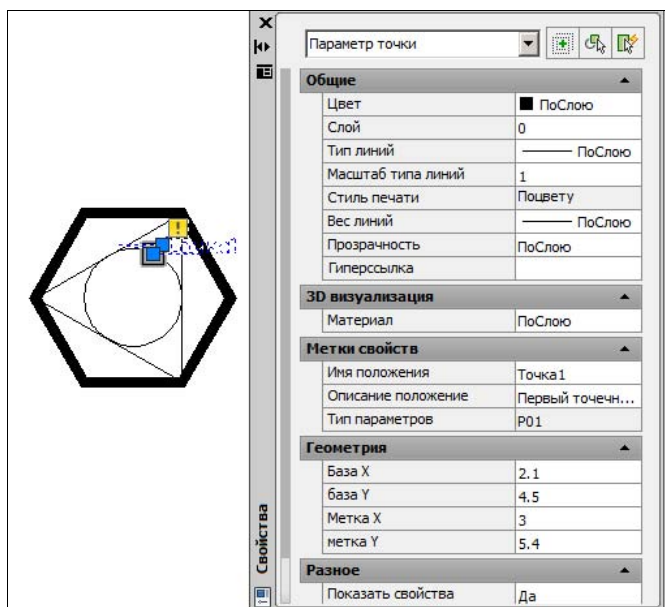 Параметр точки
Общие
Цвет ПоСлою
Слой 0
Тип линий ПоСлою
Масштаб типа линий 1
Стиль печати Поцвету
Вес линий ПоСлою
Прозрачность ПоСлою
Гиперссылка
3D визуализация
Материал ПоСлою
Метки свойств
Имя положения Точка1
Описание положение Первый точечн...
Тип параметров P01
Геометрия
База X 2.1
база Y 4.5
Метка X 3
метка Y 5.4
Разное
Показать свойства Да
Свойства